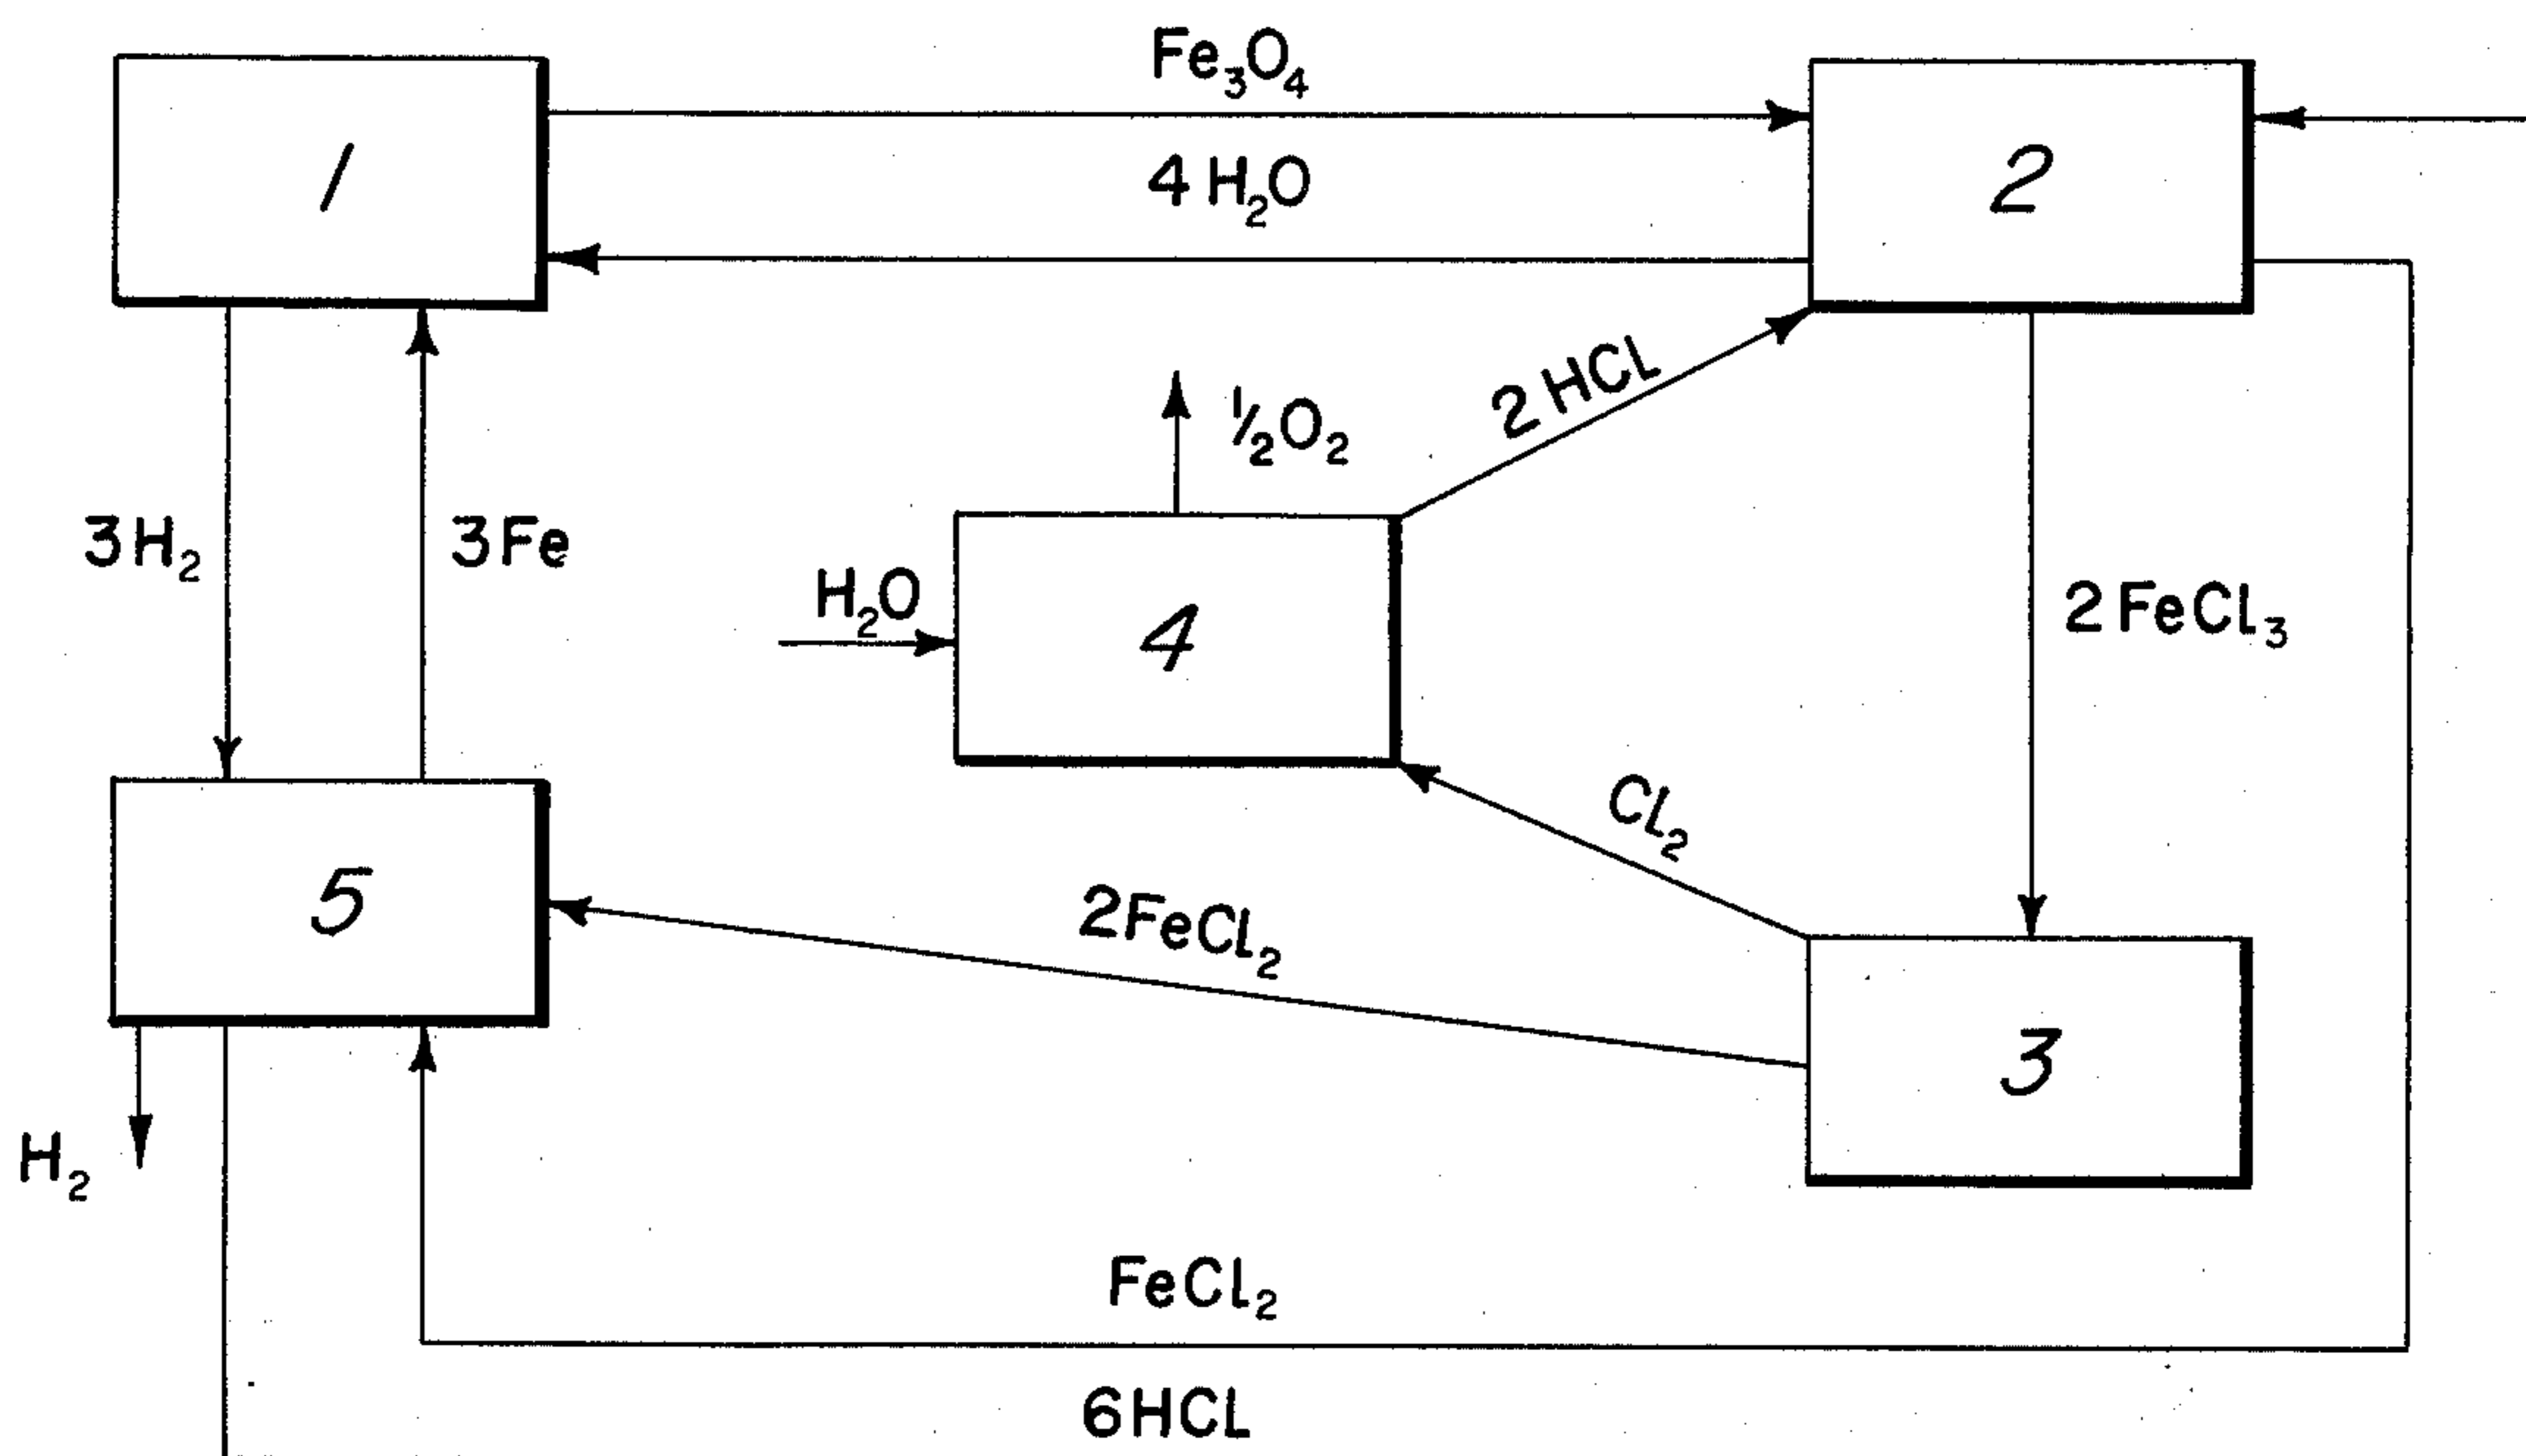 Fe₃O₄
1
2
4 H₂O
2 HCL
½O₂
3H₂
3Fe
H₂O
4
2 FeCl₃
CL₂
5
2FeCl₂
3
H₂
FeCl₂
6HCL